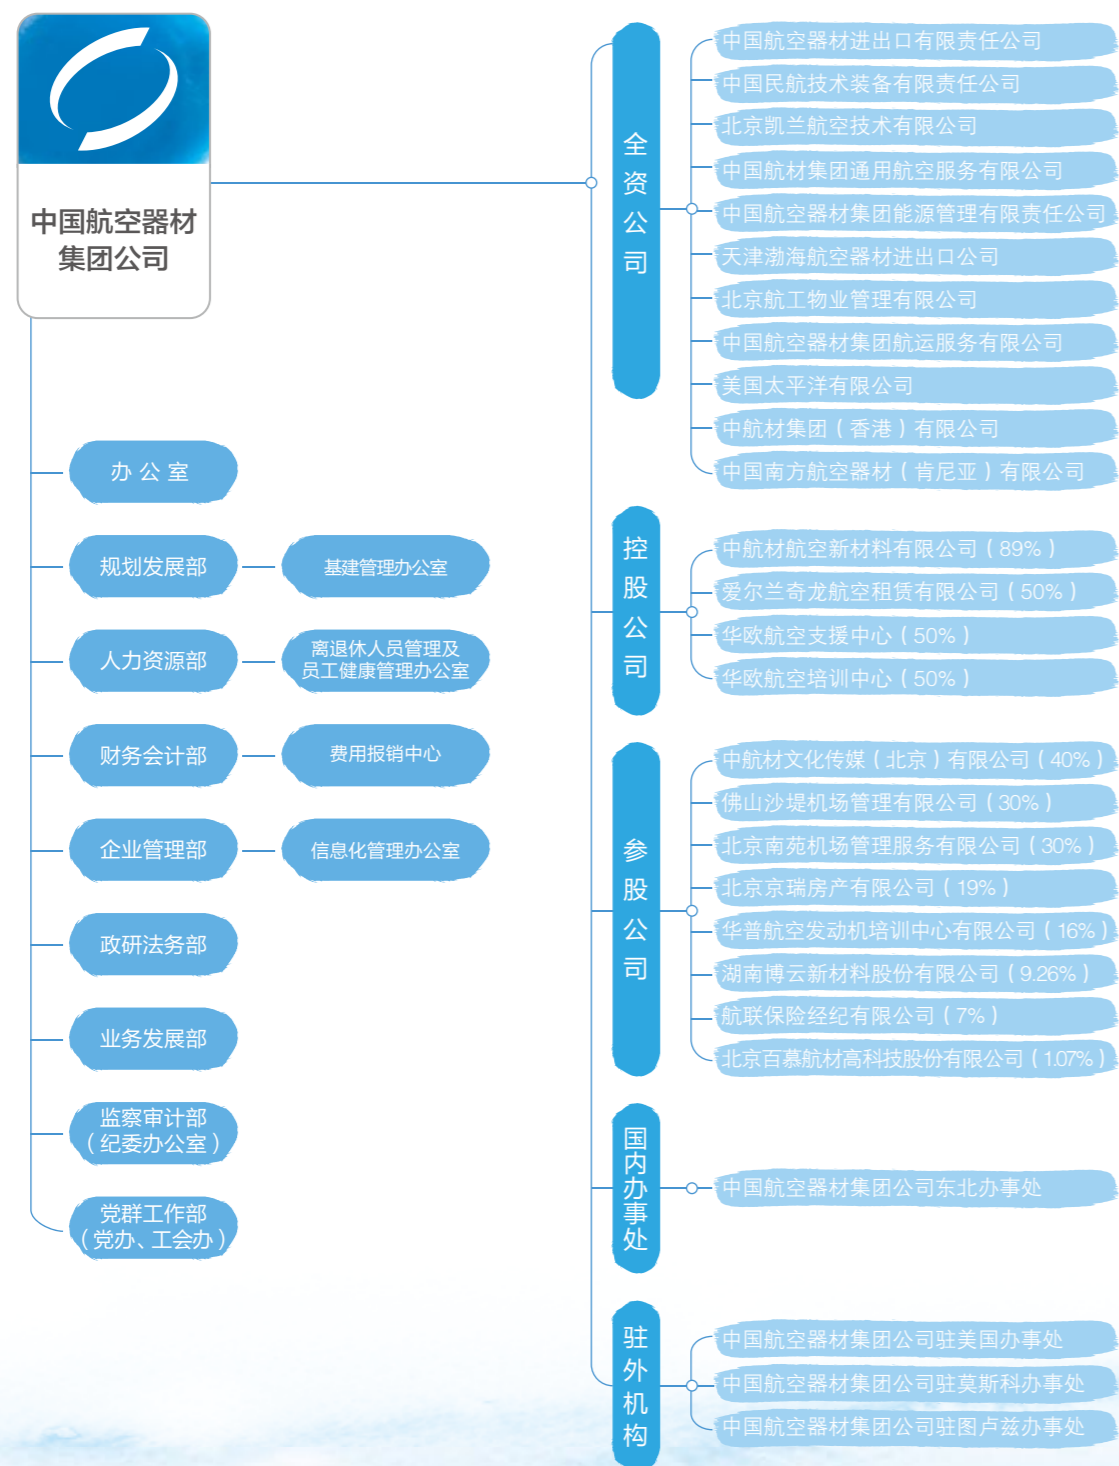 中国航空器材
集团公司
办公室
规划发展部
基建管理办公室
人力资源部
离退休人员管理及
员工健康管理办公室
财务会计部
费用报销中心
企业管理部
信息化管理办公室
政研法务部
业务发展部
监察审计部
（纪委办公室）
党群工作部
（党办、工会办）
全资公司
中国航空器材进出口有限责任公司
中国民航技术装备有限责任公司
北京凯兰航空技术有限公司
中国航材集团通用航空服务有限公司
中国航空器材集团能源管理有限责任公司
天津渤海航空器材进出口公司
北京航工物业管理有限公司
中国航空器材集团航运服务有限公司
美国太平洋有限公司
中航材集团（香港）有限公司
中国南方航空器材（肯尼亚）有限公司
控股公司
中航材航空新材料有限公司（89%）
爱尔兰奇龙航空租赁有限公司（50%）
华欧航空支援中心（50%）
华欧航空培训中心（50%）
参股公司
中航材文化传媒（北京）有限公司（40%）
佛山沙堤机场管理有限公司（30%）
北京南苑机场管理服务有限公司（30%）
北京京瑞房产有限公司（19%）
华普航空发动机培训中心有限公司（16%）
湖南博云新材料股份有限公司（9.26%）
航联保险经纪有限公司（7%）
北京百慕航材高科技股份有限公司（1.07%）
国内办事处
中国航空器材集团公司东北办事处
驻外机构
中国航空器材集团公司驻美国办事处
中国航空器材集团公司驻莫斯科办事处
中国航空器材集团公司驻图卢兹办事处